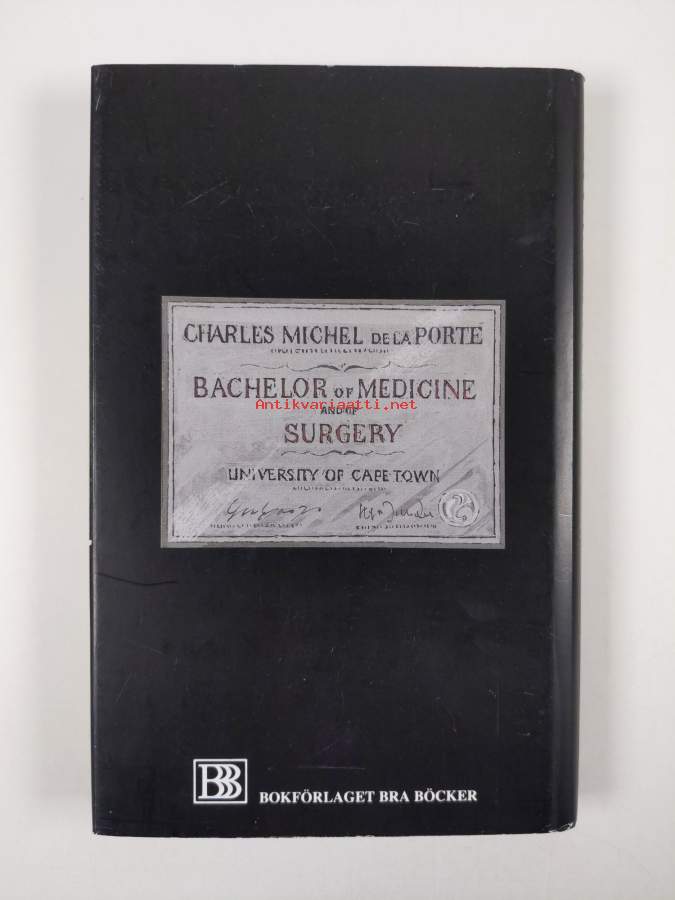 CHARLES MICHEL DE LA PORTE
BACHELOR OF MEDICINE
Antikvariaatti.net
AND OF
SURGERY
UNIVERSITY OF CAPE TOWN
BBB
BOKFÖRLAGET BRA BÖCKER